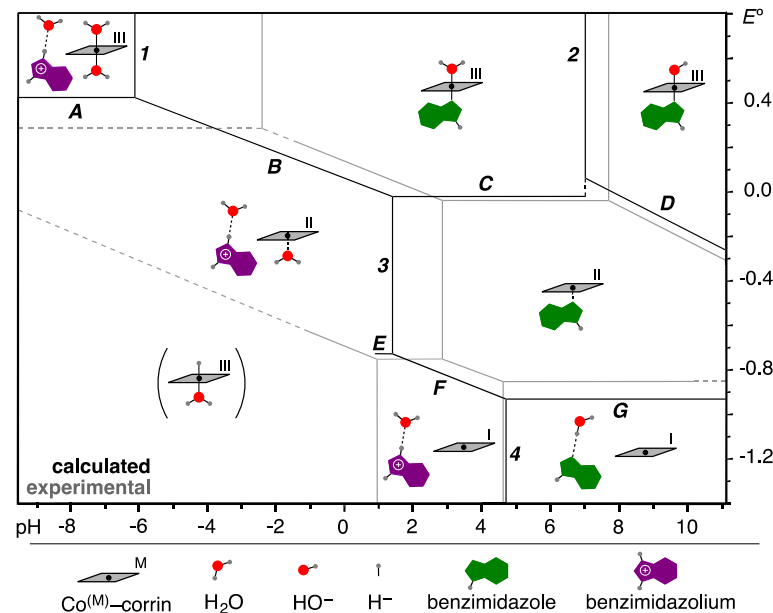 III
1
2
III
III
E°
A
0.4
B
C
0.0
D
II
3
II
-0.4
E
-0.8
F
G
III
I
4
I
-1.2
calculated
experimental
pH -8 -6 -4 -2 0 2 4 6 8 10
M
Co(M)–corrin H2O HO– H– benzimidazole benzimidazolium